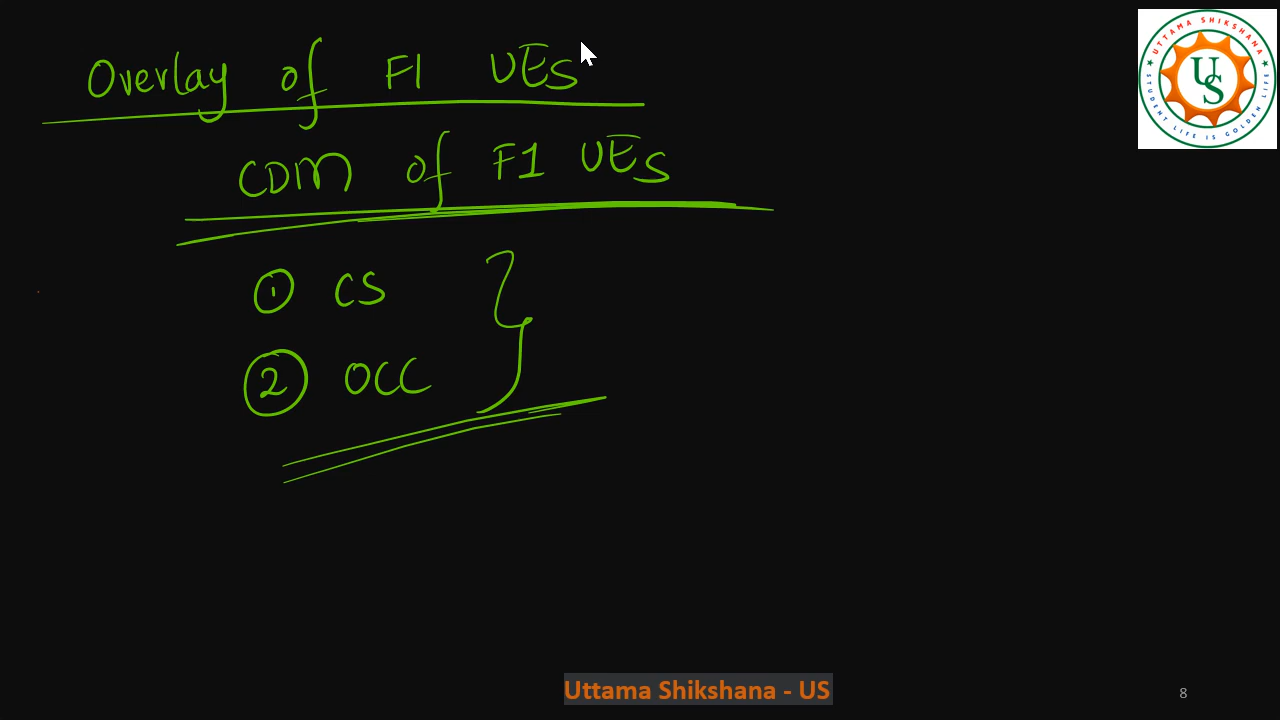 Overlay of F1 UEs
CDM of F1 UEs
1 CS
2 OCC
UTTAMA SHIKSHANA
US
STUDENT LIFE IS GOLDEN LIFE
Uttama Shikshana - US
8